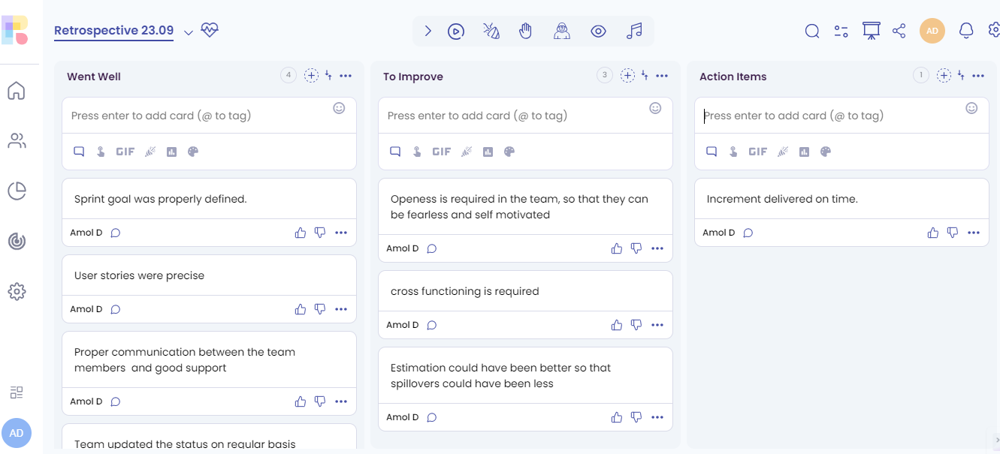 Retrospective 23.09
AD
Went Well
4
Press enter to add card (@ to tag)
GIF
Sprint goal was properly defined.
Amol D
User stories were precise
Amol D
Proper communication between the team
members and good support
Amol D
Team updated the status on regular basis
To Improve
3
Press enter to add card (@ to tag)
GIF
Openess is required in the team, so that they can
be fearless and self motivated
Amol D
cross functioning is required
Amol D
Estimation could have been better so that
spillovers could have been less
Amol D
Action Items
1
Press enter to add card (@ to tag)
GIF
Increment delivered on time.
Amol D
AD